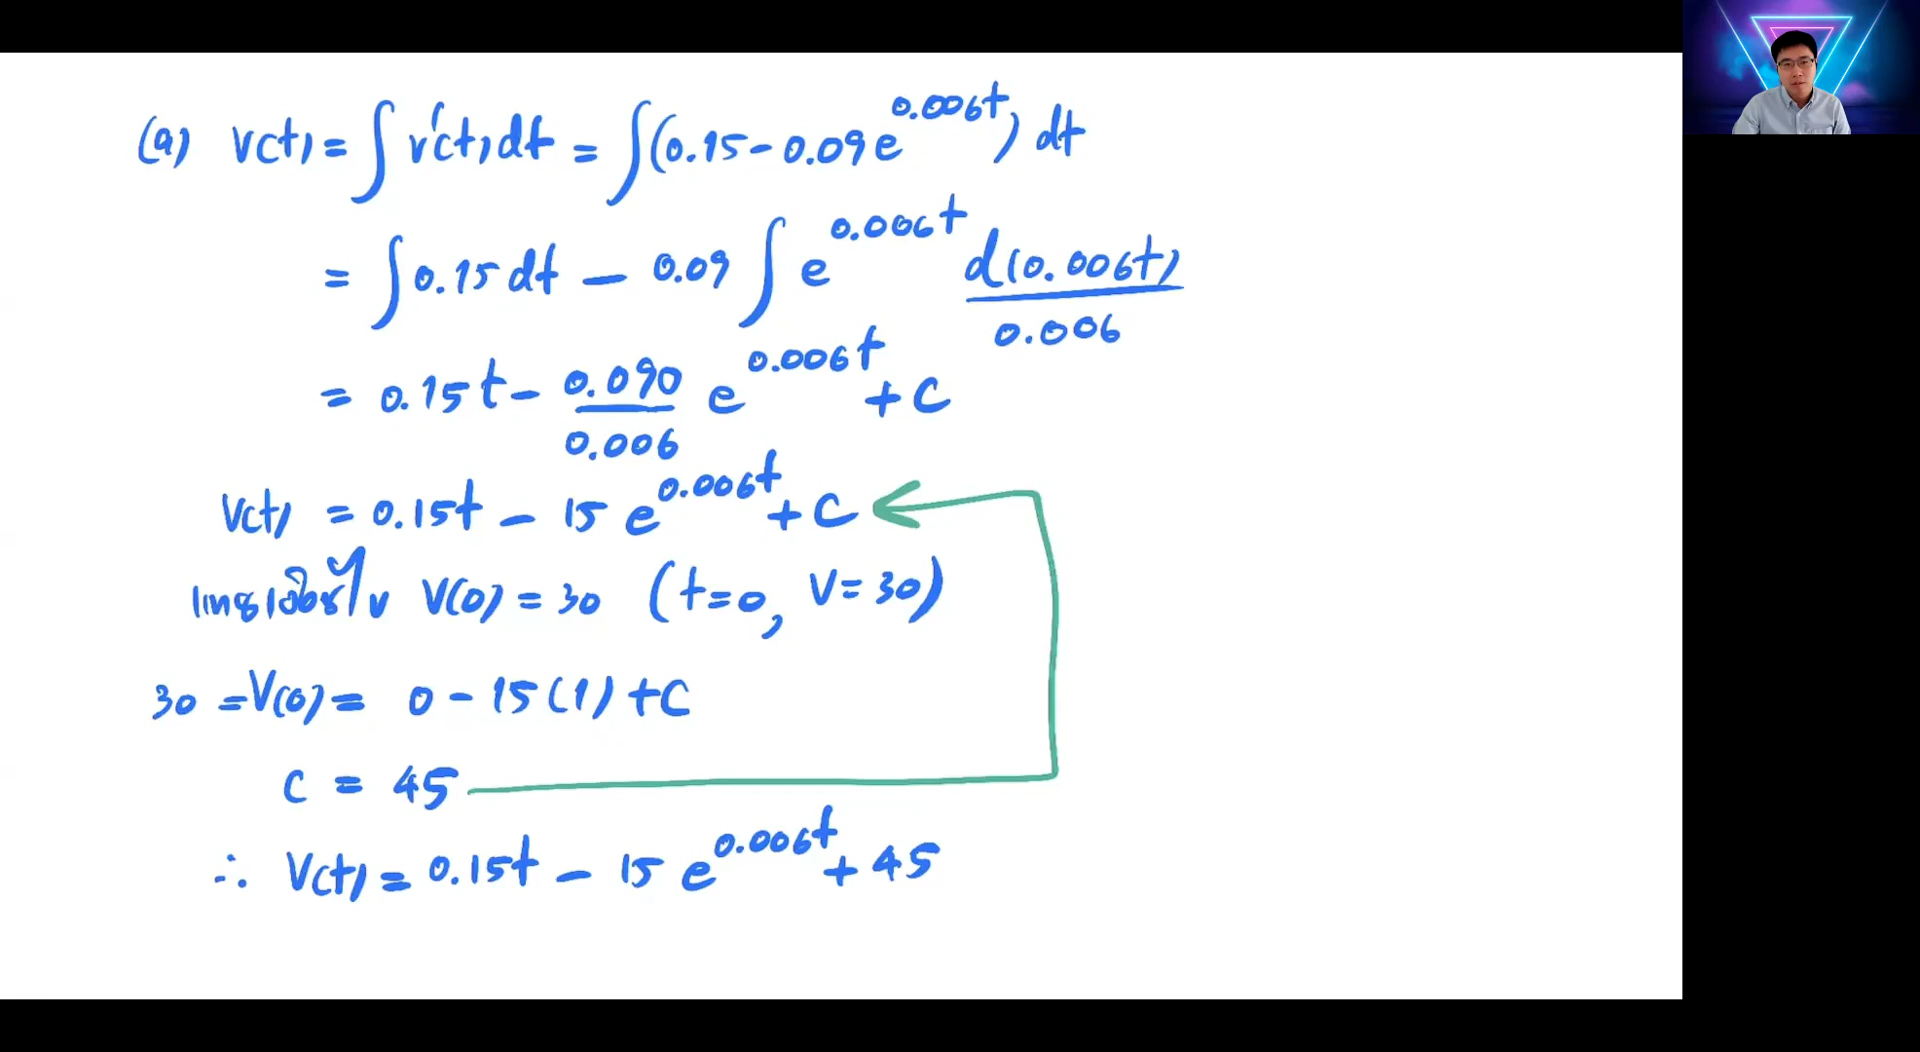 (a) V(t) = ∫ V'(t) dt = ∫ (0.15 - 0.09 e^{0.006t}) dt
= ∫ 0.15 dt - 0.09 ∫ e^{0.006t} \frac{d(0.006t)}{0.006}
= 0.15t - \frac{0.090}{0.006} e^{0.006t} + C
V(t) = 0.15t - 15 e^{0.006t} + C
V(0) = 30 (t=0, V=30)
30 = V(0) = 0 - 15(1) + C
C = 45
∴ V(t) = 0.15t - 15 e^{0.006t} + 45